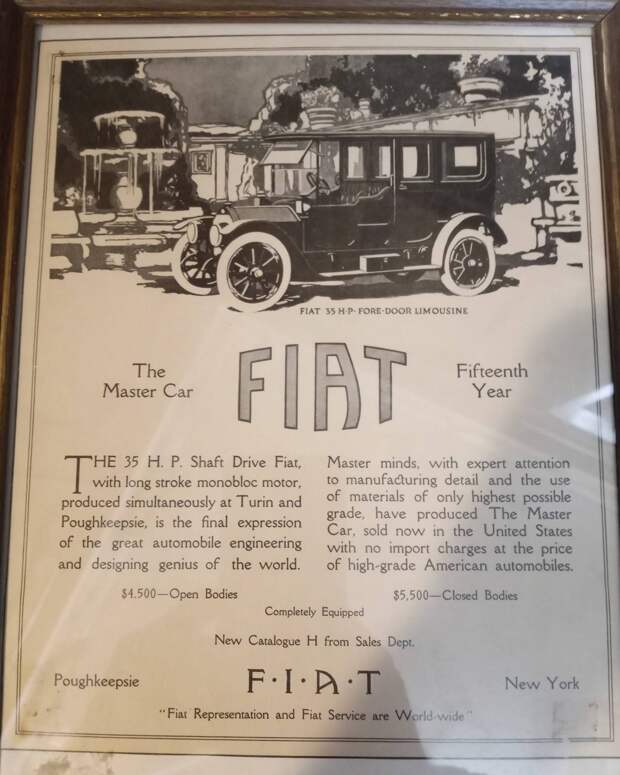 FIAT 35 H·P· FORE·DOOR LIMOUSINE
The
Master Car
FIAT
Fifteenth
Year
THE 35 H. P. Shaft Drive Fiat,
with long stroke monobloc motor,
produced simultaneously at Turin and
Poughkeepsie, is the final expression
of the great automobile engineering
and designing genius of the world.
Master minds, with expert attention
to manufacturing detail and the use
of materials of only highest possible
grade, have produced The Master
Car, sold now in the United States
with no import charges at the price
of high-grade American automobiles.
$4,500—Open Bodies
$5,500—Closed Bodies
Completely Equipped
New Catalogue H from Sales Dept.
Poughkeepsie
F·I·A·T
New York
"Fiat Representation and Fiat Service are World-wide"